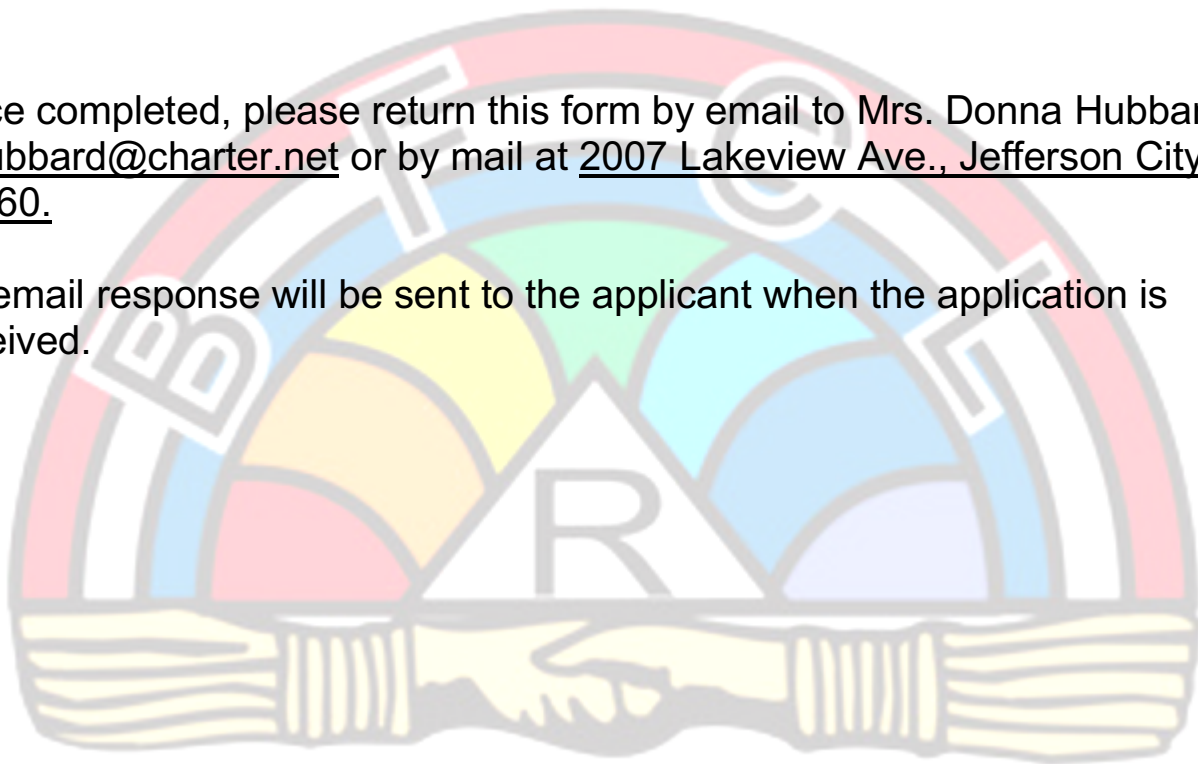 ce completed, please return this form by email to Mrs. Donna Hubbar
ubbard@charter.net or by mail at 2007 Lakeview Ave., Jefferson City
60.
email response will be sent to the applicant when the application is
eived.
B F C L
R